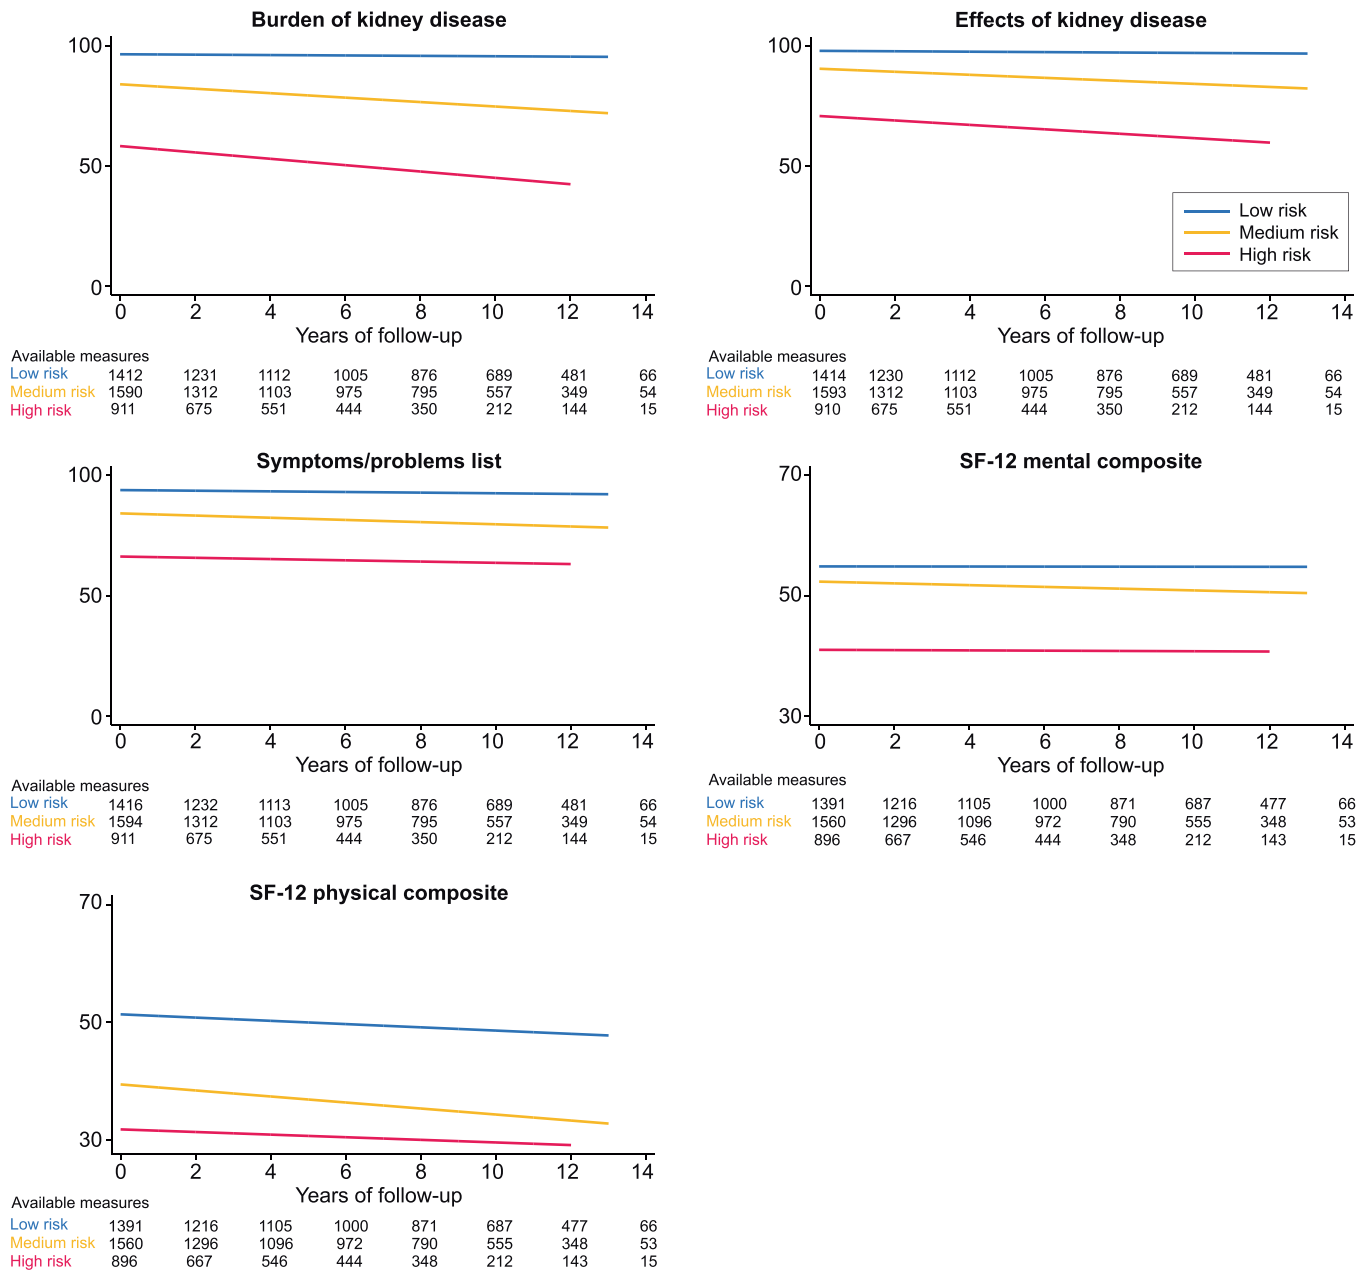 Burden of kidney disease
100
50
0
0 2 4 6 8 10 12 14
Years of follow-up
Available measures
Low risk 1412 1231 1112 1005 876 689 481 66
Medium risk 1590 1312 1103 975 795 557 349 54
High risk 911 675 551 444 350 212 144 15
Effects of kidney disease
100
50
0
Low risk
Medium risk
High risk
0 2 4 6 8 10 12 14
Years of follow-up
Available measures
Low risk 1414 1230 1112 1005 876 689 481 66
Medium risk 1593 1312 1103 975 795 557 349 54
High risk 910 675 551 444 350 212 144 15
Symptoms/problems list
100
50
0
0 2 4 6 8 10 12 14
Years of follow-up
Available measures
Low risk 1416 1232 1113 1005 876 689 481 66
Medium risk 1594 1312 1103 975 795 557 349 54
High risk 911 675 551 444 350 212 144 15
SF-12 mental composite
70
50
30
0 2 4 6 8 10 12 14
Years of follow-up
Available measures
Low risk 1391 1216 1105 1000 871 687 477 66
Medium risk 1560 1296 1096 972 790 555 348 53
High risk 896 667 546 444 348 212 143 15
SF-12 physical composite
70
50
30
0 2 4 6 8 10 12 14
Years of follow-up
Available measures
Low risk 1391 1216 1105 1000 871 687 477 66
Medium risk 1560 1296 1096 972 790 555 348 53
High risk 896 667 546 444 348 212 143 15